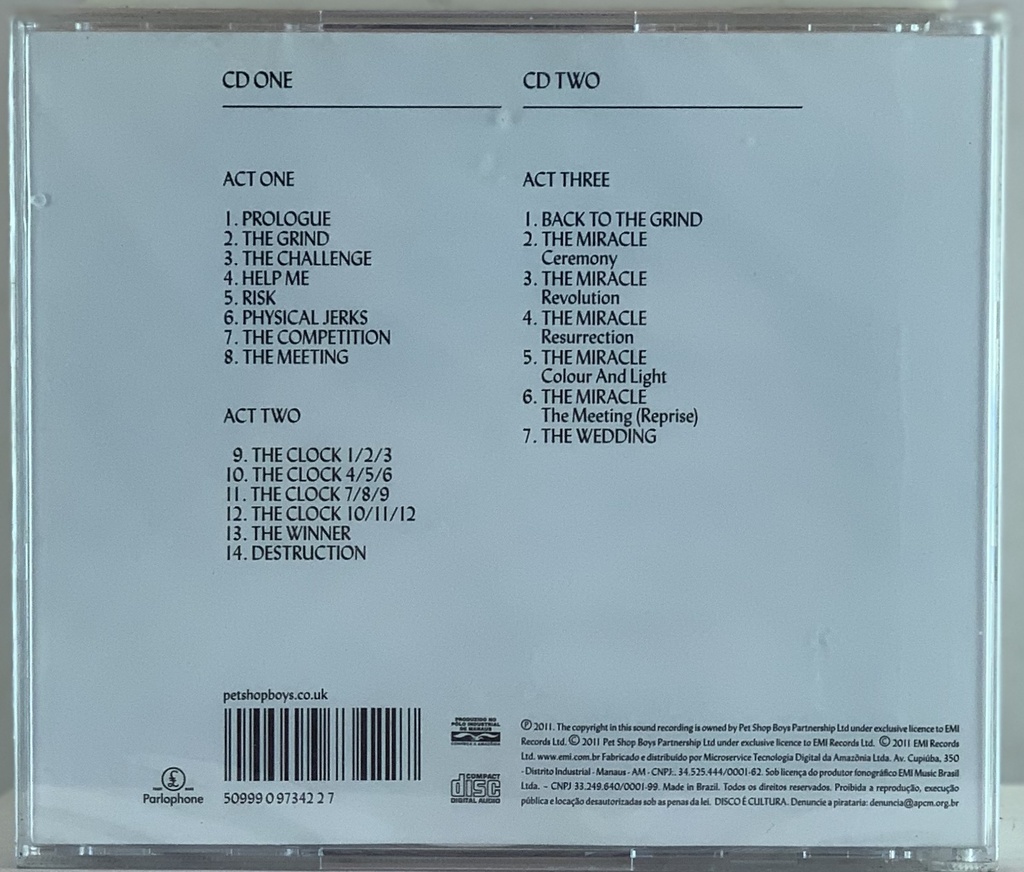 CD ONE
ACT ONE
1. PROLOGUE
2. THE GRIND
3. THE CHALLENGE
4. HELP ME
5. RISK
6. PHYSICAL JERKS
7. THE COMPETITION
8. THE MEETING
ACT TWO
9. THE CLOCK 1/2/3
10. THE CLOCK 4/5/6
11. THE CLOCK 7/8/9
12. THE CLOCK 10/11/12
13. THE WINNER
14. DESTRUCTION
CD TWO
ACT THREE
1. BACK TO THE GRIND
2. THE MIRACLE
Ceremony
3. THE MIRACLE
Revolution
4. THE MIRACLE
Resurrection
5. THE MIRACLE
Colour And Light
6. THE MIRACLE
The Meeting (Reprise)
7. THE WEDDING
petshopboys.co.uk
5099909734227
£
Parlophone
PRODUZIDO NO
PÓLO INDUSTRIAL
DE MANAUS
CONHEÇA A AMAZÔNIA
COMPACT
disc
DIGITAL AUDIO
℗ 2011. The copyright in this sound recording is owned by Pet Shop Boys Partnership Ltd under exclusive licence to EMI
Records Ltd. © 2011 Pet Shop Boys Partnership Ltd under exclusive licence to EMI Records Ltd. © 2011 EMI Records
Ltd. www.emi.com.br Fabricado e distribuído por Microservice Tecnologia Digital da Amazônia Ltda. Av. Cupiúba, 350
- Distrito Industrial - Manaus - AM - CNPJ.: 34.525.444/0001-62. Sob licença do produtor fonográfico EMI Music Brasil
Ltda. - CNPJ 33.249.640/0001-99. Made in Brazil. Todos os direitos reservados. Proibida a reprodução, execução
pública e locação desautorizadas sob as penas da lei. DISCO É CULTURA. Denuncie a pirataria: denuncia@apcm.org.br